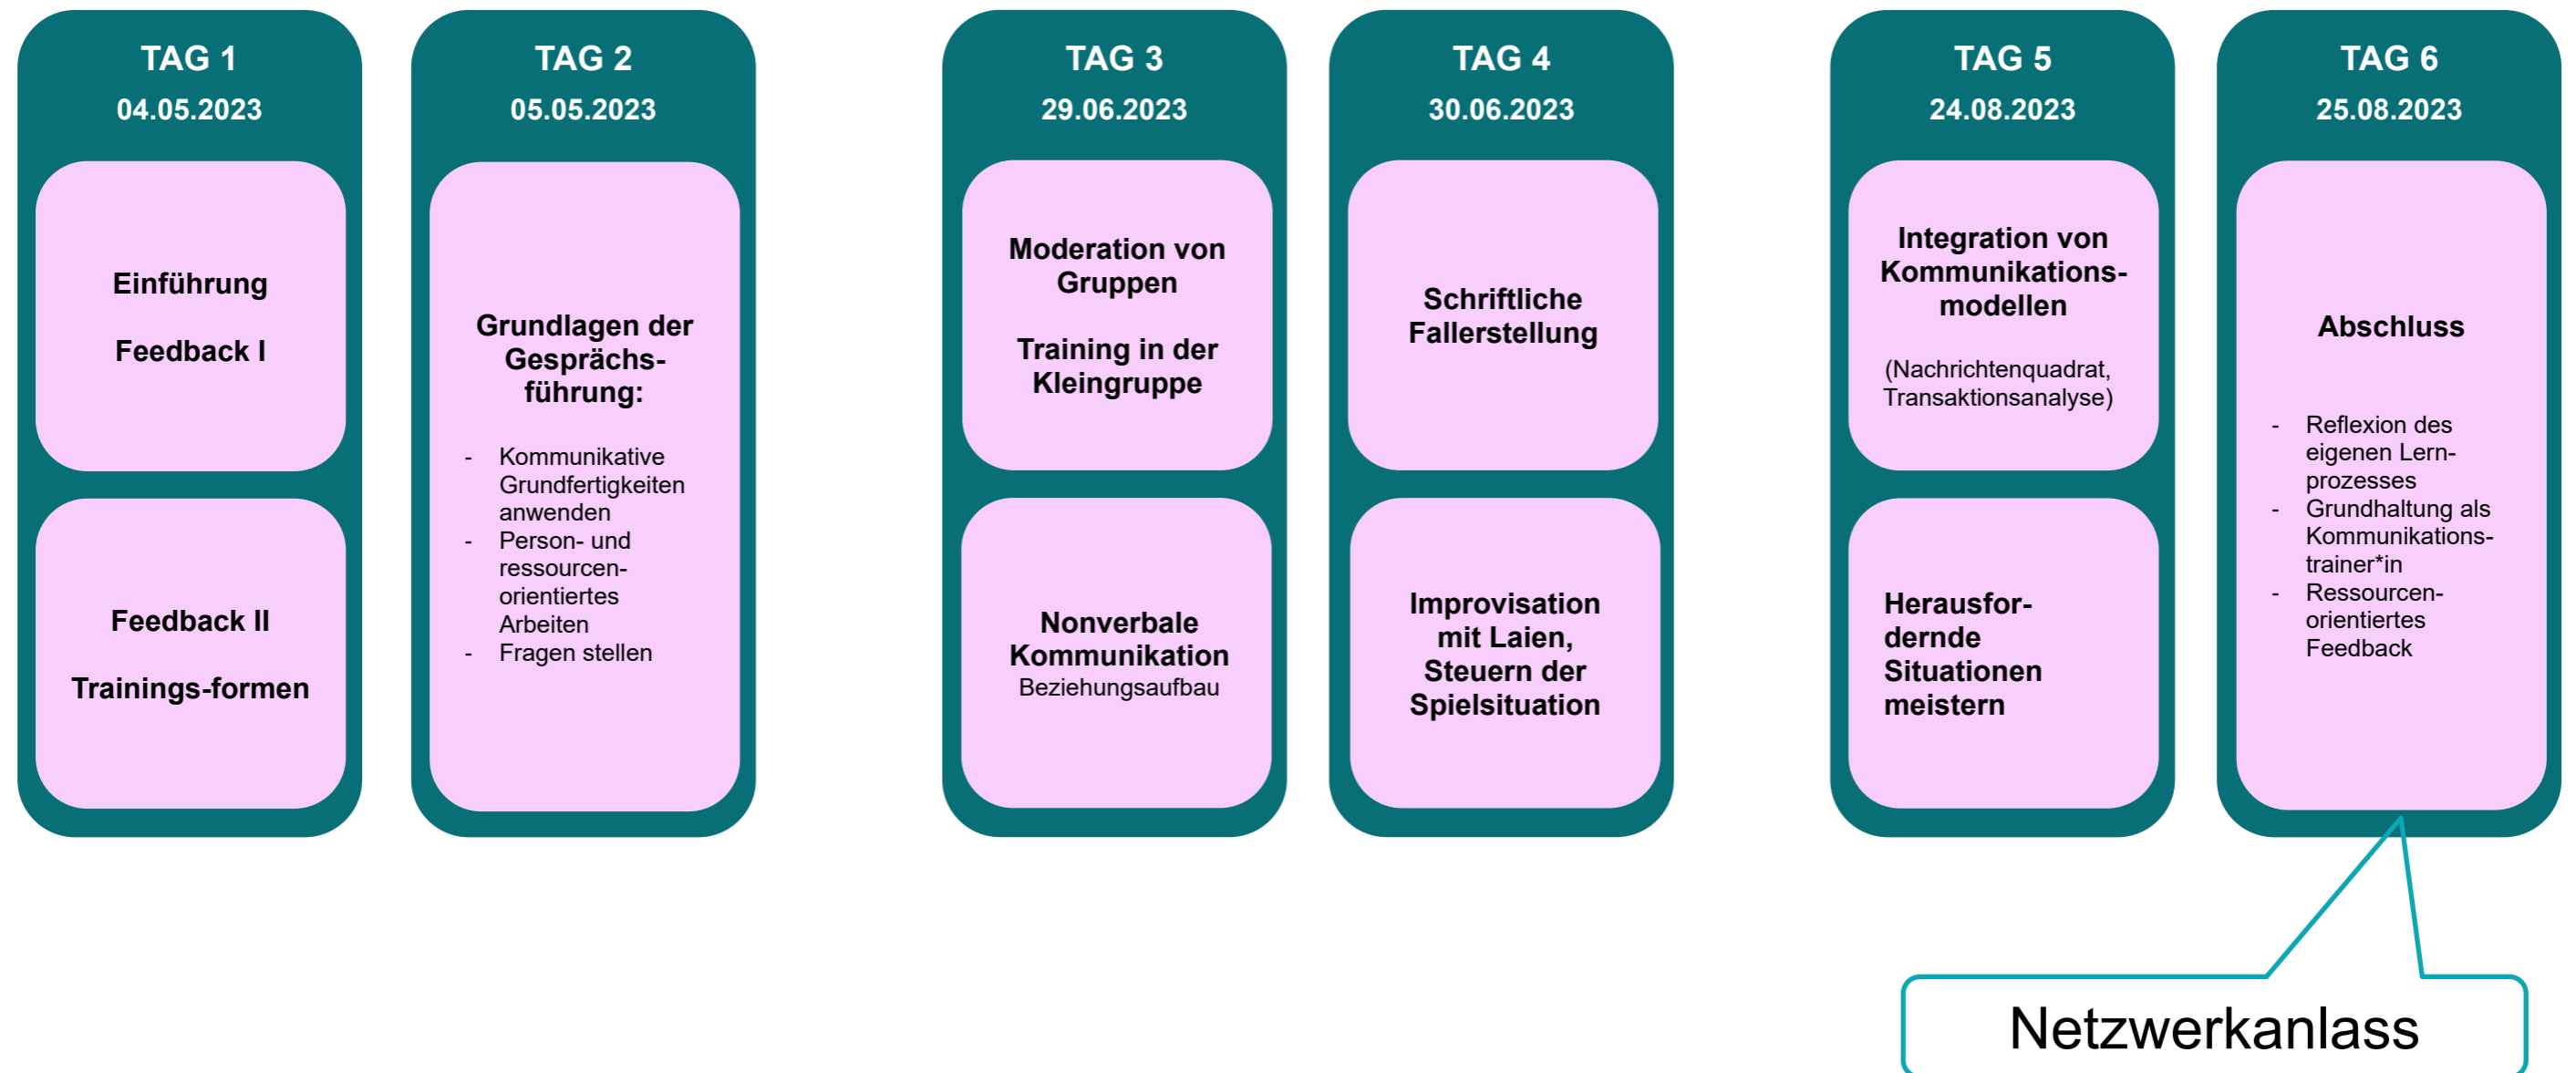 TAG 1
04.05.2023
Einführung
Feedback I
Feedback II
Trainings-formen
TAG 2
05.05.2023
Grundlagen der
Gesprächs-
führung:
- Kommunikative
Grundfertigkeiten
anwenden
- Person- und
ressourcen-
orientiertes
Arbeiten
- Fragen stellen
TAG 3
29.06.2023
Moderation von
Gruppen
Training in der
Kleingruppe
Nonverbale
Kommunikation
Beziehungsaufbau
TAG 4
30.06.2023
Schriftliche
Fallerstellung
Improvisation
mit Laien,
Steuern der
Spielsituation
TAG 5
24.08.2023
Integration von
Kommunikations-
modellen
(Nachrichtenquadrat,
Transaktionsanalyse)
Herausfor-
dernde
Situationen
meistern
TAG 6
25.08.2023
Abschluss
- Reflexion des
eigenen Lern-
prozesses
- Grundhaltung als
Kommunikations-
trainer*in
- Ressourcen-
orientiertes
Feedback
Netzwerkanlass